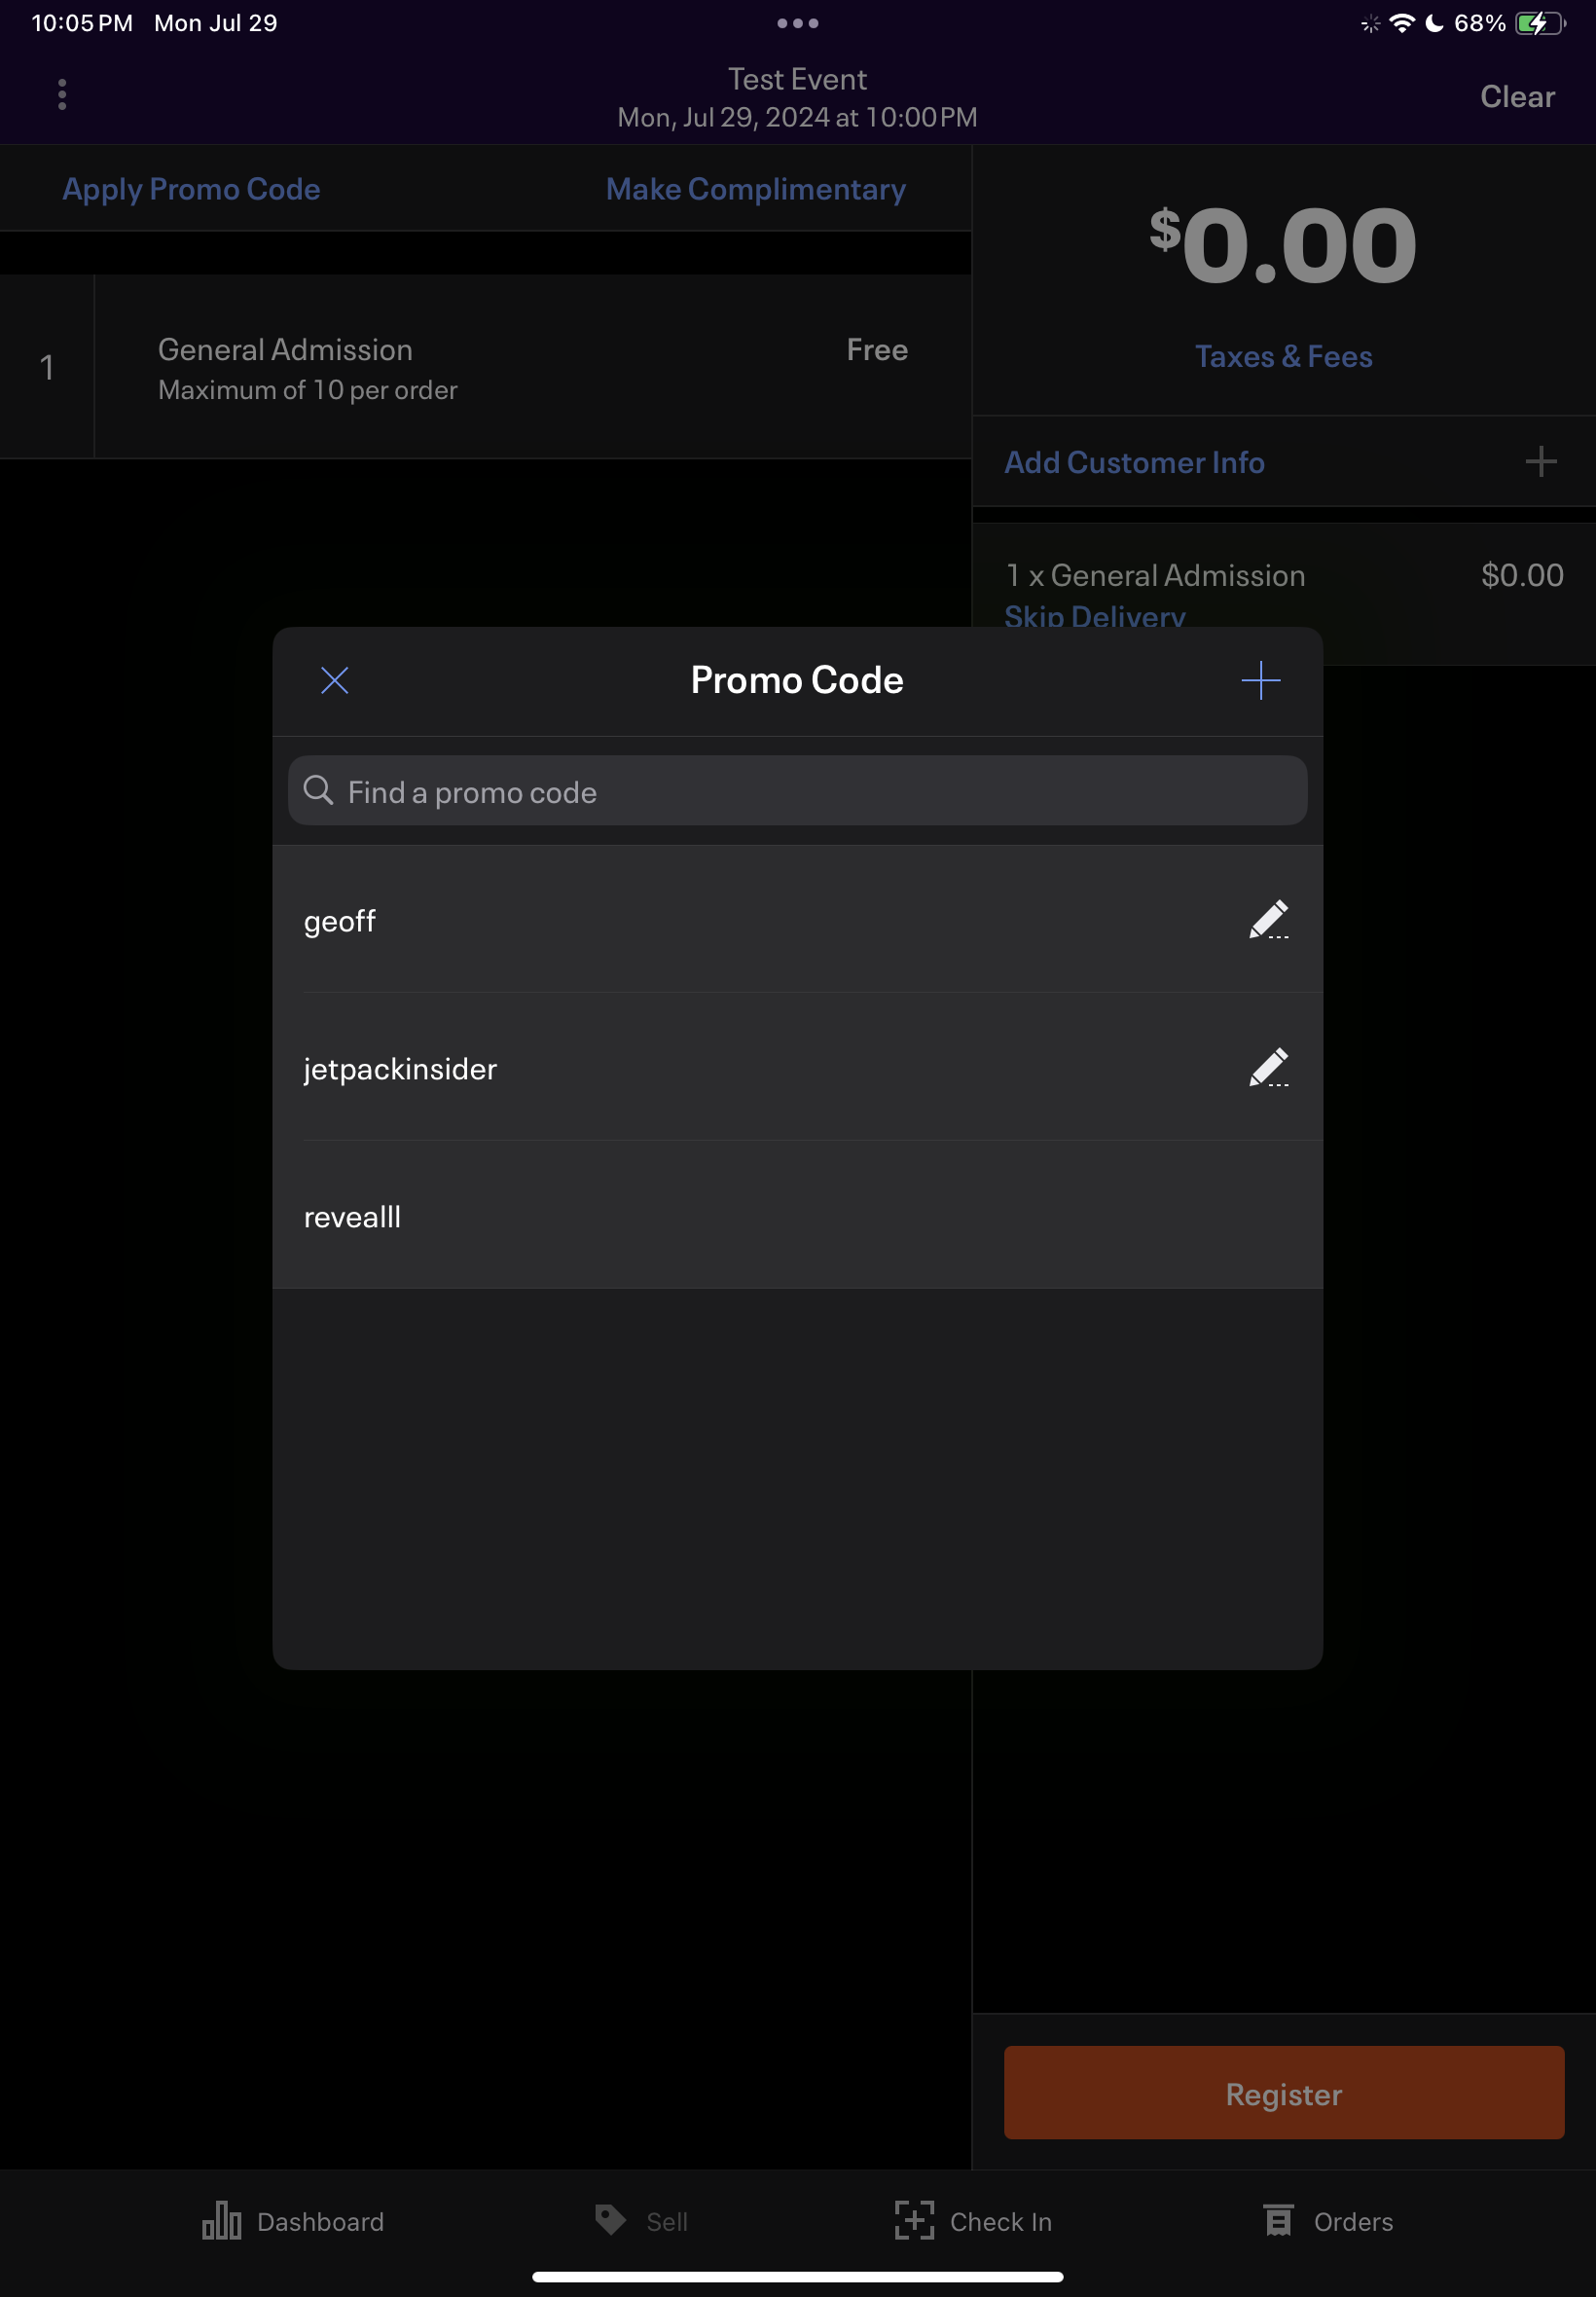 10:05 PM Mon Jul 29
68%
Test Event
Mon, Jul 29, 2024 at 10:00 PM
Clear
Apply Promo Code
Make Complimentary
$0.00
Taxes & Fees
1
General Admission
Free
Maximum of 10 per order
Add Customer Info
1 x General Admission
$0.00
Skip Delivery
Promo Code
Find a promo code
geoff
jetpackinsider
revealll
Register
Dashboard
Sell
Check In
Orders